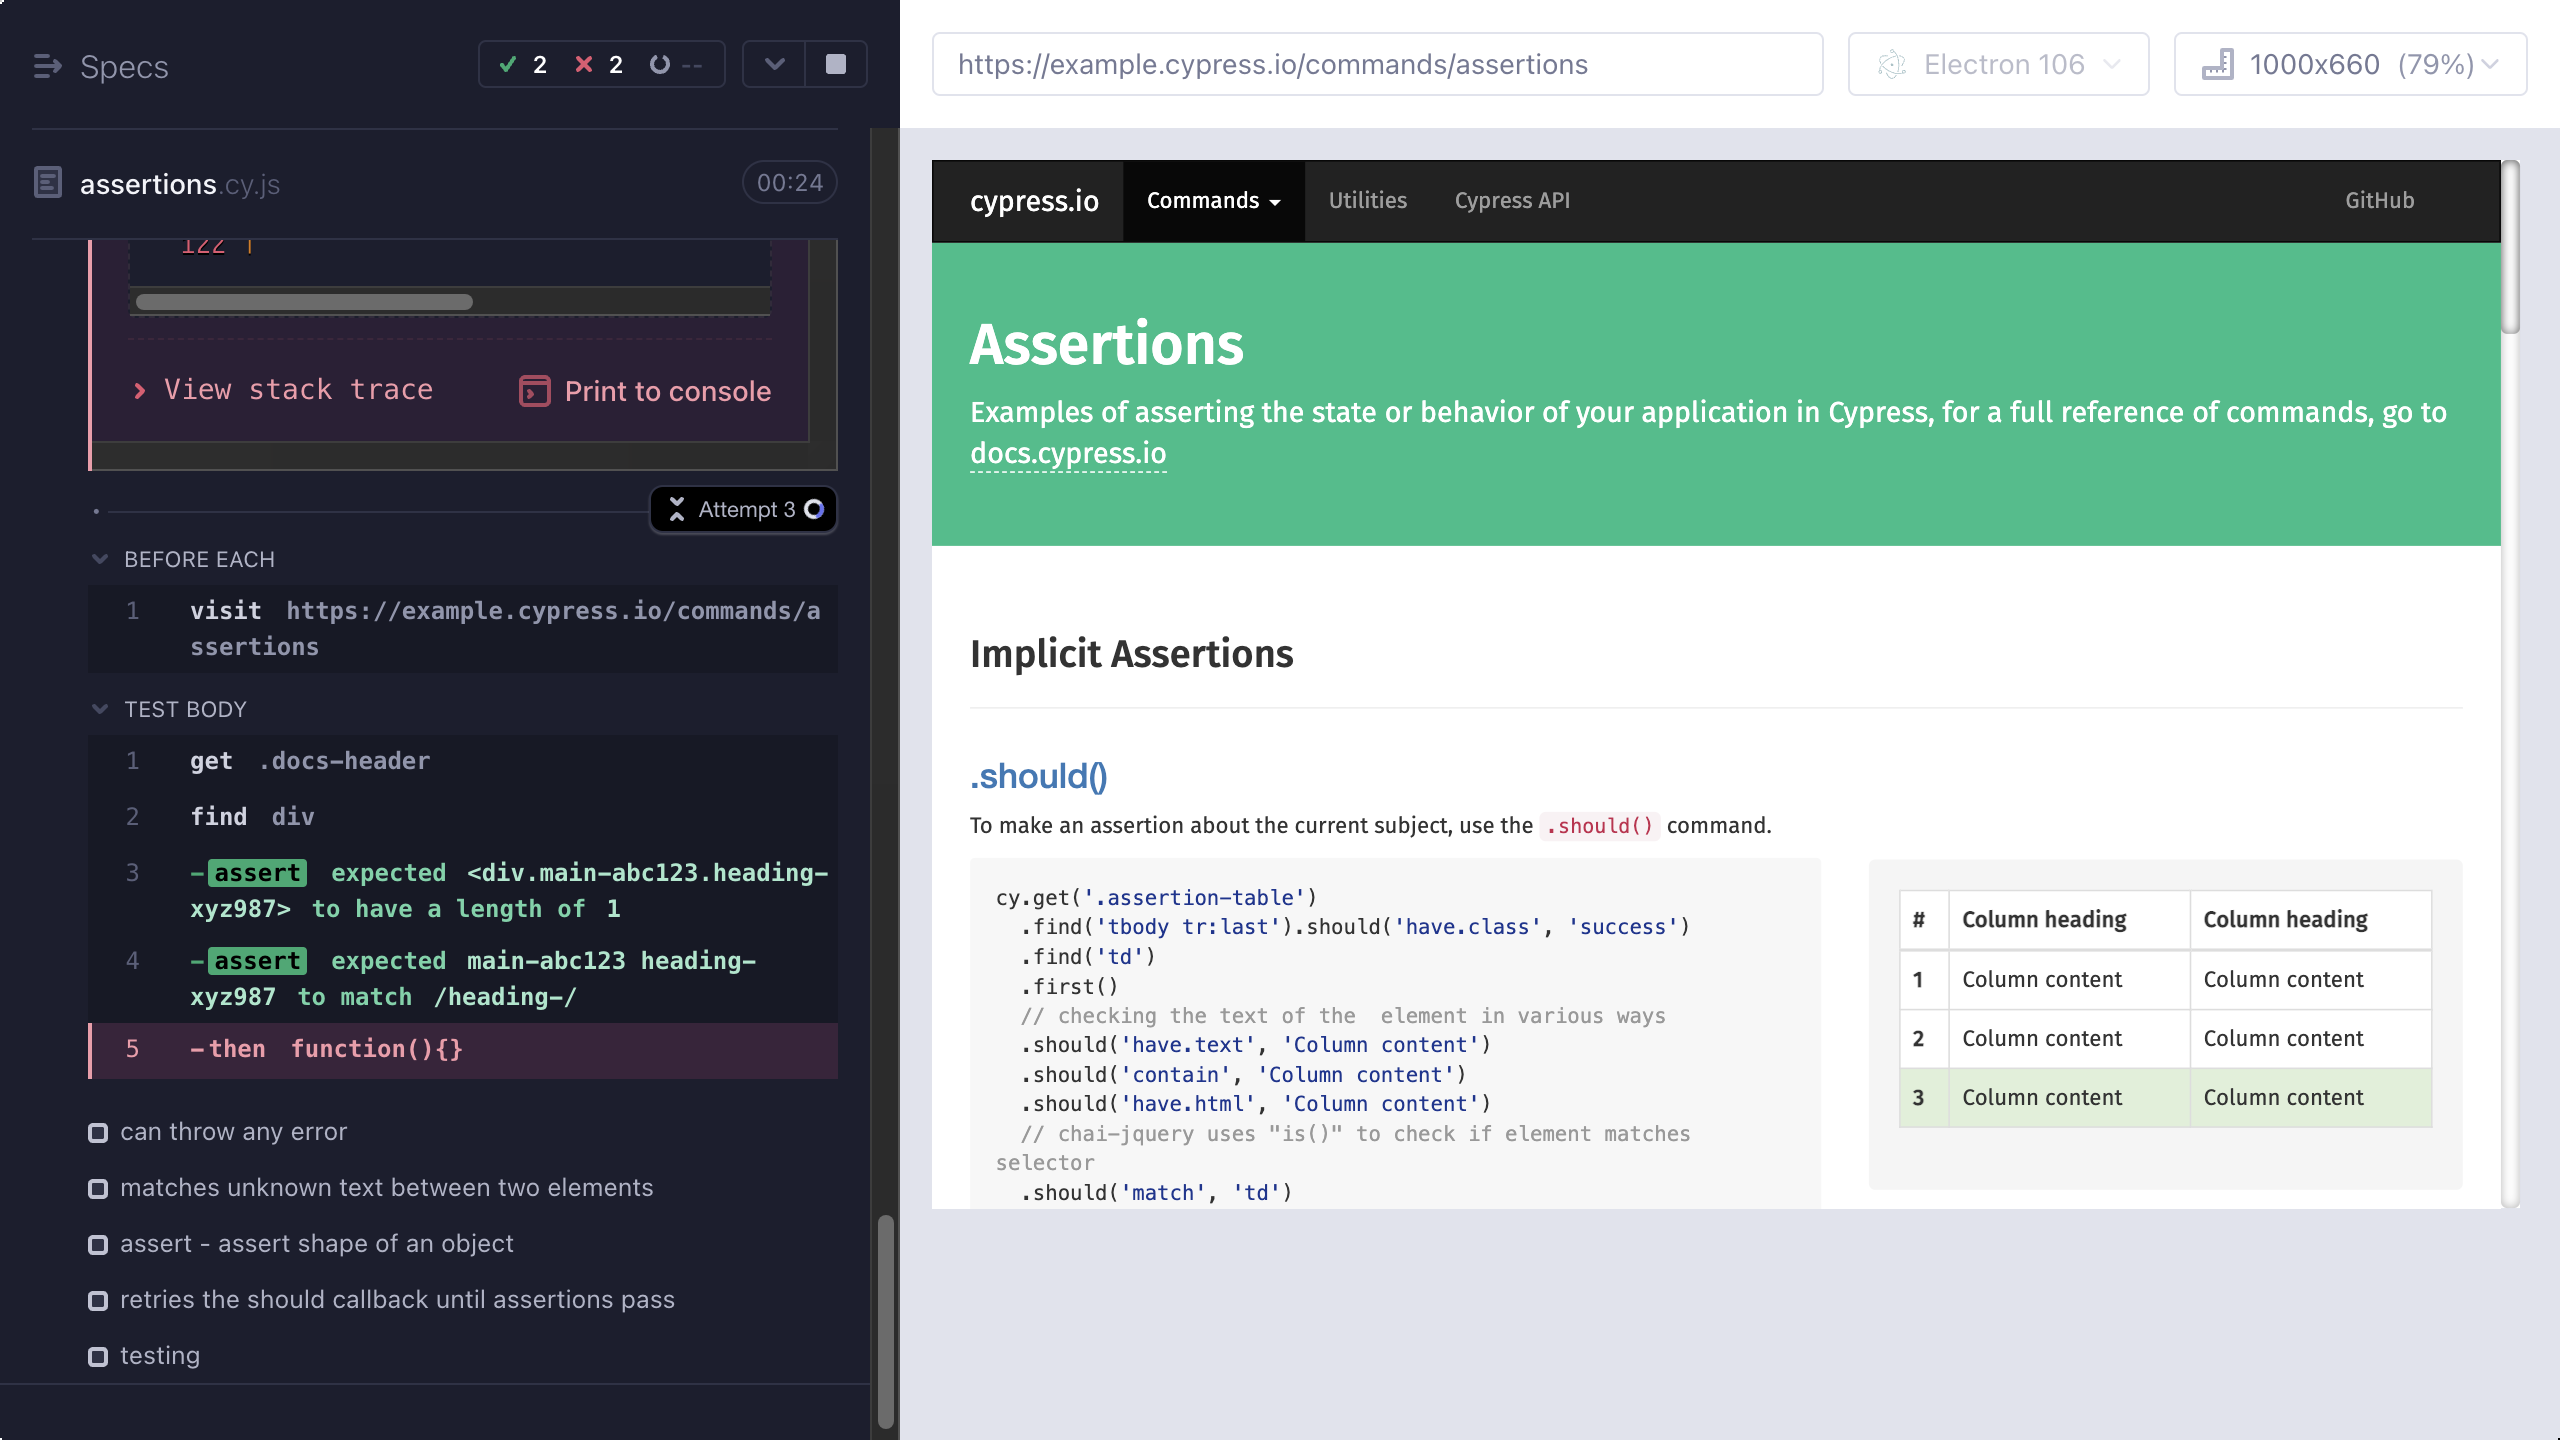 Specs
2
2
--
assertions.cy.js
00:24
122 |
View stack trace
Print to console
Attempt 3
BEFORE EACH
1 visit https://example.cypress.io/commands/a
ssertions
TEST BODY
1 get .docs-header
2 find div
3 -assert expected <div.main-abc123.heading-
xyz987> to have a length of 1
4 -assert expected main-abc123 heading-
xyz987 to match /heading-/
5 -then function(){}
can throw any error
matches unknown text between two elements
assert - assert shape of an object
retries the should callback until assertions pass
testing
https://example.cypress.io/commands/assertions
Electron 106
1000x660 (79%)
cypress.io
Commands
Utilities
Cypress API
GitHub
Assertions
Examples of asserting the state or behavior of your application in Cypress, for a full reference of commands, go to
docs.cypress.io
Implicit Assertions
.should()
To make an assertion about the current subject, use the .should() command.
cy.get('.assertion-table')
.find('tbody tr:last').should('have.class', 'success')
.find('td')
.first()
// checking the text of the  element in various ways
.should('have.text', 'Column content')
.should('contain', 'Column content')
.should('have.html', 'Column content')
// chai-jquery uses "is()" to check if element matches
selector
.should('match', 'td')
# Column heading Column heading
1 Column content Column content
2 Column content Column content
3 Column content Column content